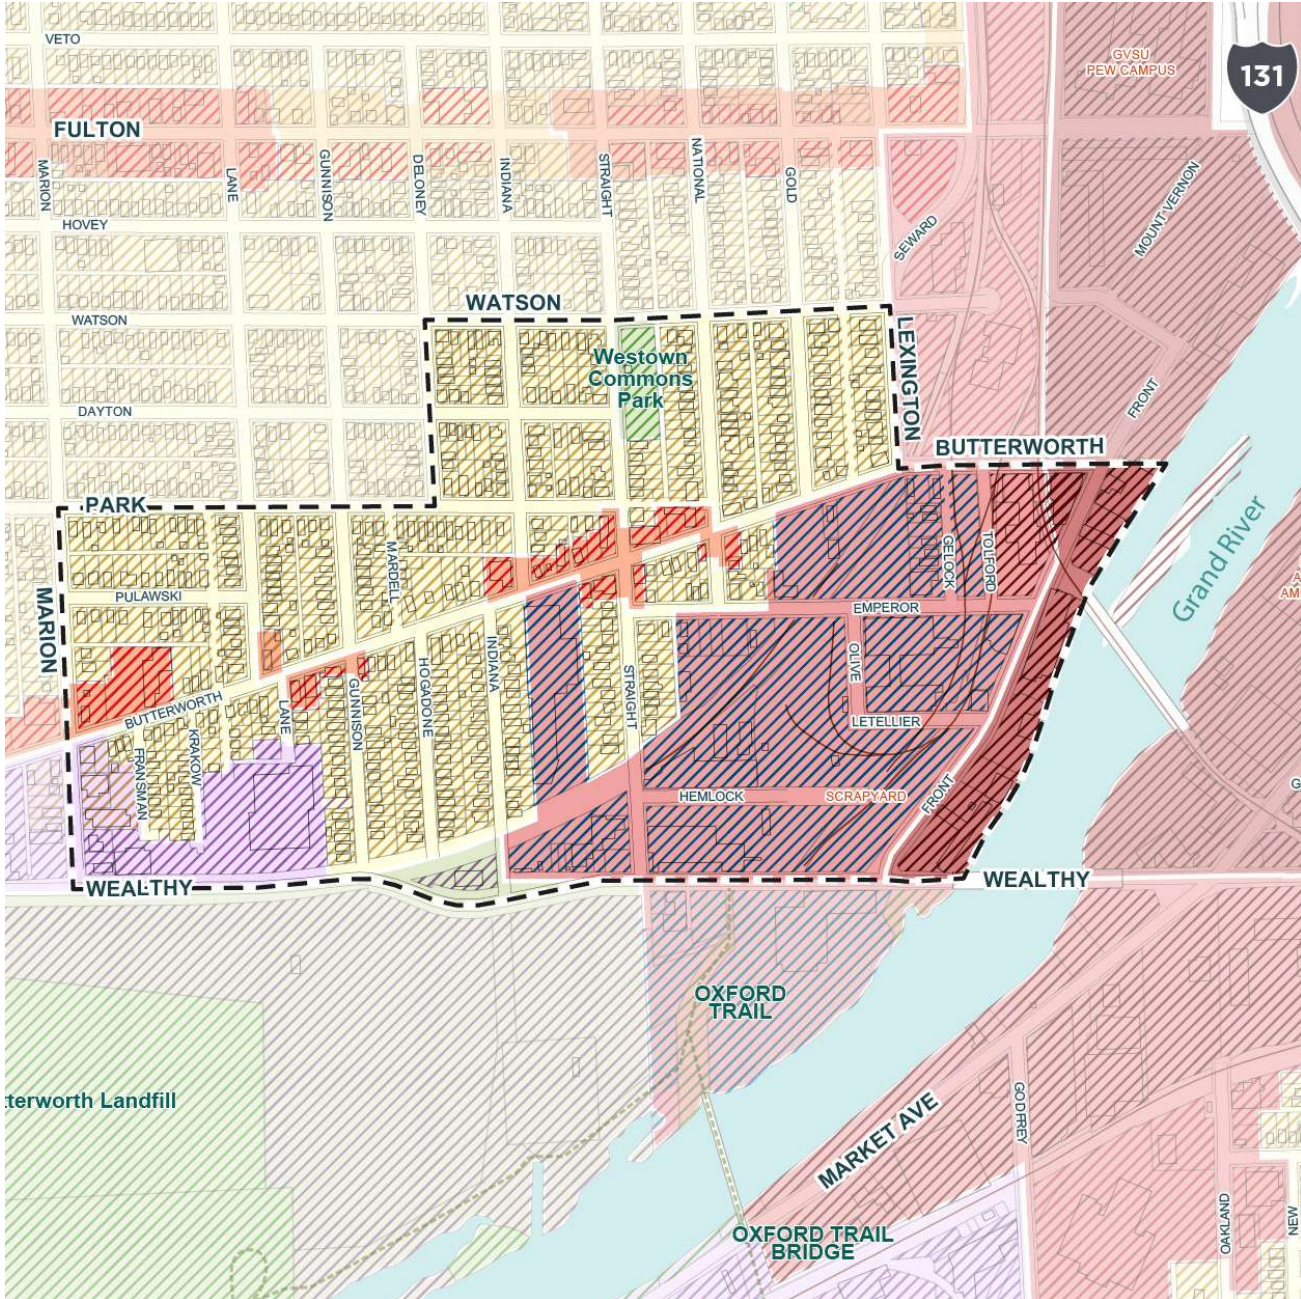 VETO
GVSU
PEW CAMPUS
131
FULTON
MARION
LANE
GUNNISON
DELONEY
INDIANA
STRAIGHT
NATIONAL
GOLD
MOUNT VERNON
HOVEY
SEWARD
WATSON
WATSON
LEXINGTON
Westown
Commons
Park
DAYTON
FRONT
BUTTERWORTH
PARK
GELOCK
TOLFORD
Grand River
MARDELL
PULAWSKI
MARION
EMPEROR
INDIANA
HOGADONE
OLIVE
STRAIGHT
GUNNISON
BUTTERWORTH
LANE
LETELLIER
FRANSMAN
KRAKOW
HEMLOCK
SCRAPYARD
FRONT
WEALTHY
WEALTHY
OXFORD
TRAIL
tterworth Landfill
MARKET AVE
GODFREY
OAKLAND
NEW
OXFORD TRAIL
BRIDGE